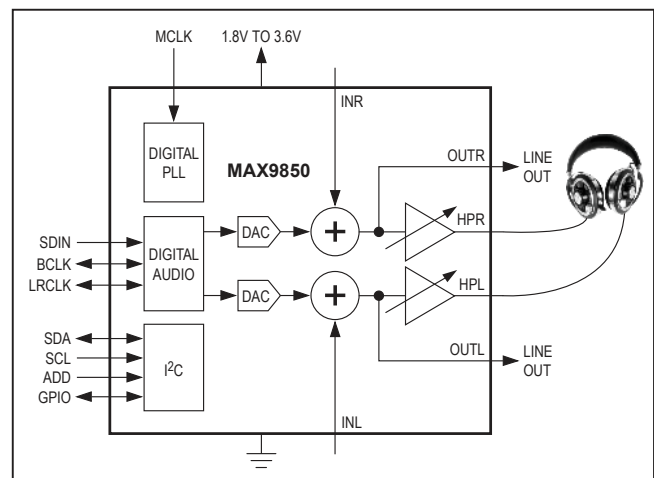 MCLK
1.8V TO 3.6V
INR
DIGITAL
PLL
MAX9850
OUTR
LINE
OUT
DAC
+
HPR
SDIN
BCLK
LRCLK
DIGITAL
AUDIO
DAC
+
HPL
SDA
SCL
ADD
GPIO
I²C
OUTL
LINE
OUT
INL